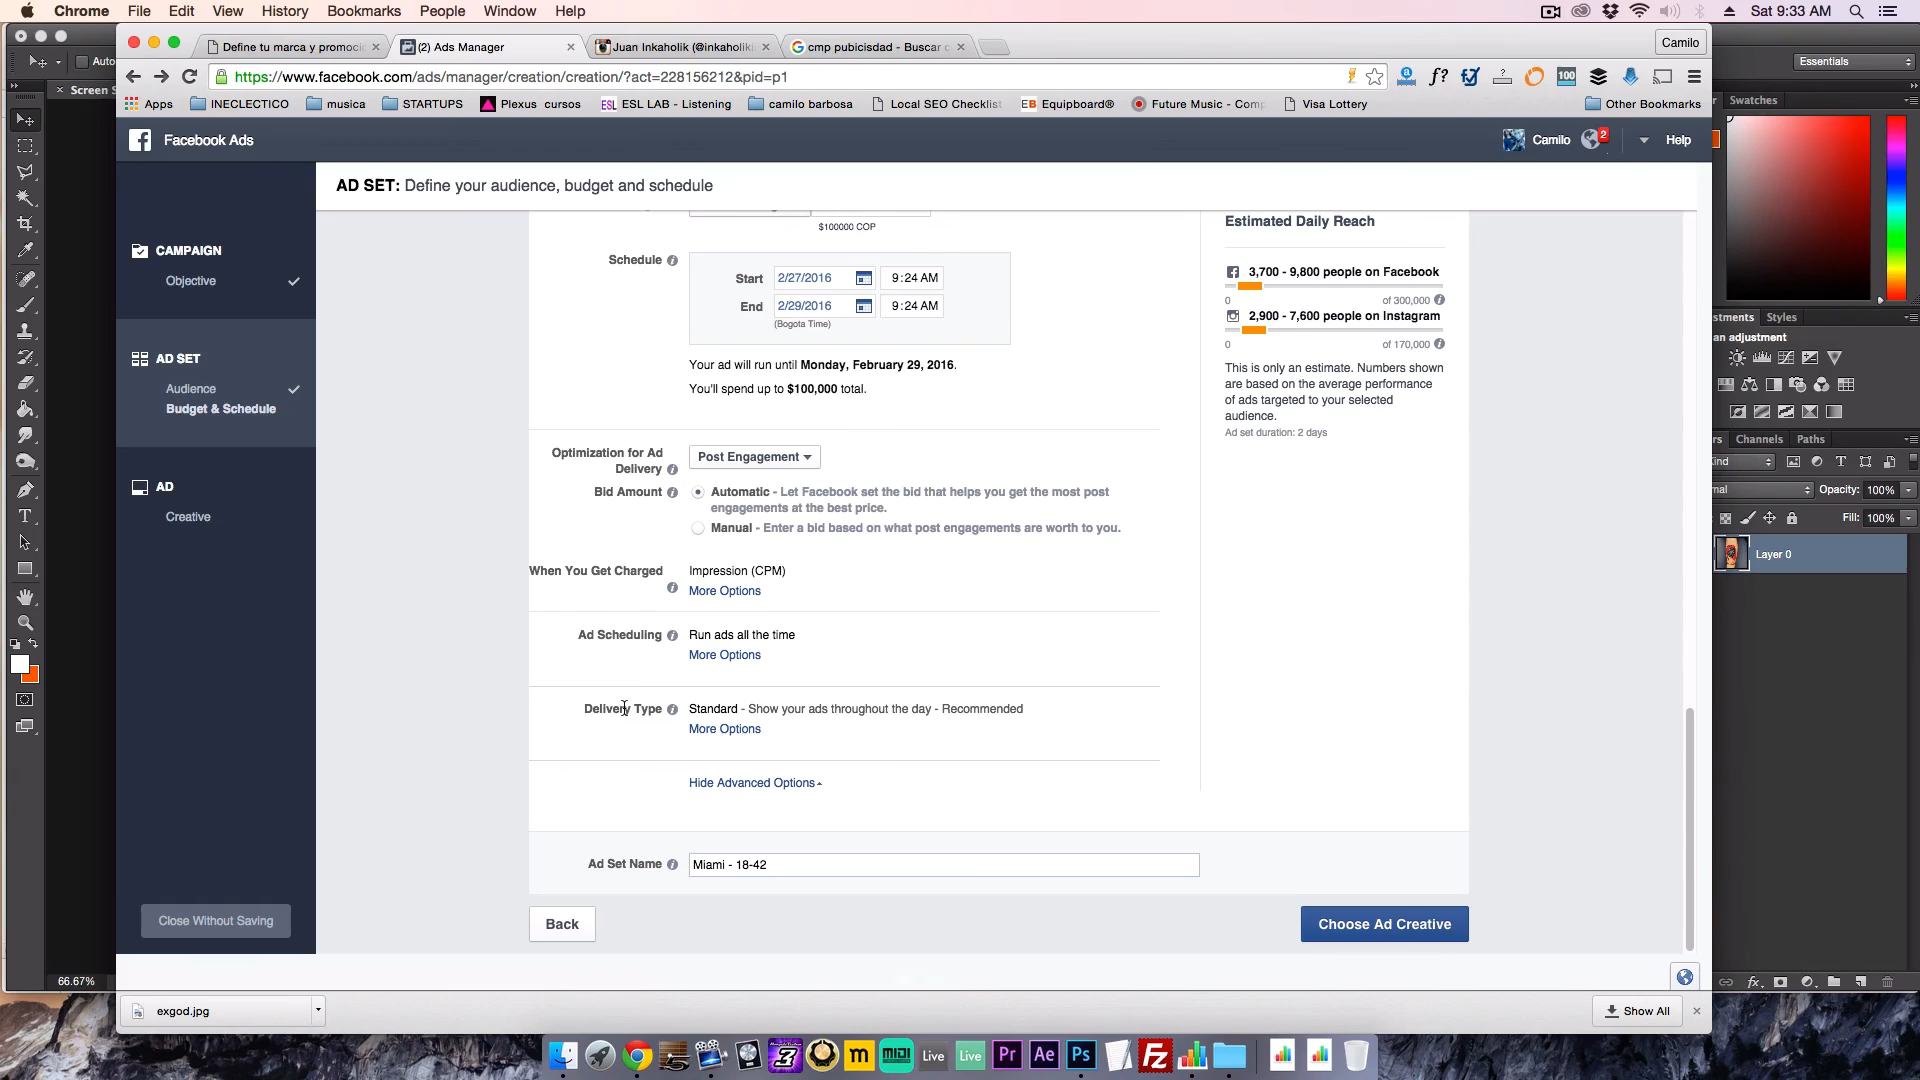 Chrome File Edit View History Bookmarks People Window Help
Sat 9:33 AM
Define tu marca y promoci
(2) Ads Manager
Juan Inkaholik (@inkaholik
cmp pubicisdad - Buscar c
Camilo
https://www.facebook.com/ads/manager/creation/creation/?act=228156212&pid=p1
Apps INECLECTICO musica STARTUPS Plexus cursos ESL LAB - Listening camilo barbosa Local SEO Checklist Equipboard® Future Music - Comp Visa Lottery Other Bookmarks
Facebook Ads
Camilo
2
Help
AD SET: Define your audience, budget and schedule
CAMPAIGN
Objective
AD SET
Audience
Budget & Schedule
AD
Creative
Close Without Saving
$100000 COP
Schedule
Start 2/27/2016 9:24 AM
End 2/29/2016 9:24 AM
(Bogota Time)
Your ad will run until Monday, February 29, 2016.
You'll spend up to $100,000 total.
Optimization for Ad
Delivery
Post Engagement
Bid Amount
Automatic - Let Facebook set the bid that helps you get the most post
engagements at the best price.
Manual - Enter a bid based on what post engagements are worth to you.
When You Get Charged
Impression (CPM)
More Options
Ad Scheduling
Run ads all the time
More Options
Delivery Type
Standard - Show your ads throughout the day - Recommended
More Options
Hide Advanced Options
Ad Set Name
Miami - 18-42
Back
Choose Ad Creative
Estimated Daily Reach
3,700 - 9,800 people on Facebook
0 of 300,000
2,900 - 7,600 people on Instagram
0 of 170,000
This is only an estimate. Numbers shown
are based on the average performance
of ads targeted to your selected
audience.
Ad set duration: 2 days
exgod.jpg
Show All
Auto
Screen S
66.67%
Essentials
Swatches
Styles
an adjustment
Channels Paths
Opacity: 100%
Fill: 100%
Layer 0
100
Live
Live
Pr
Ae
Ps
FZ